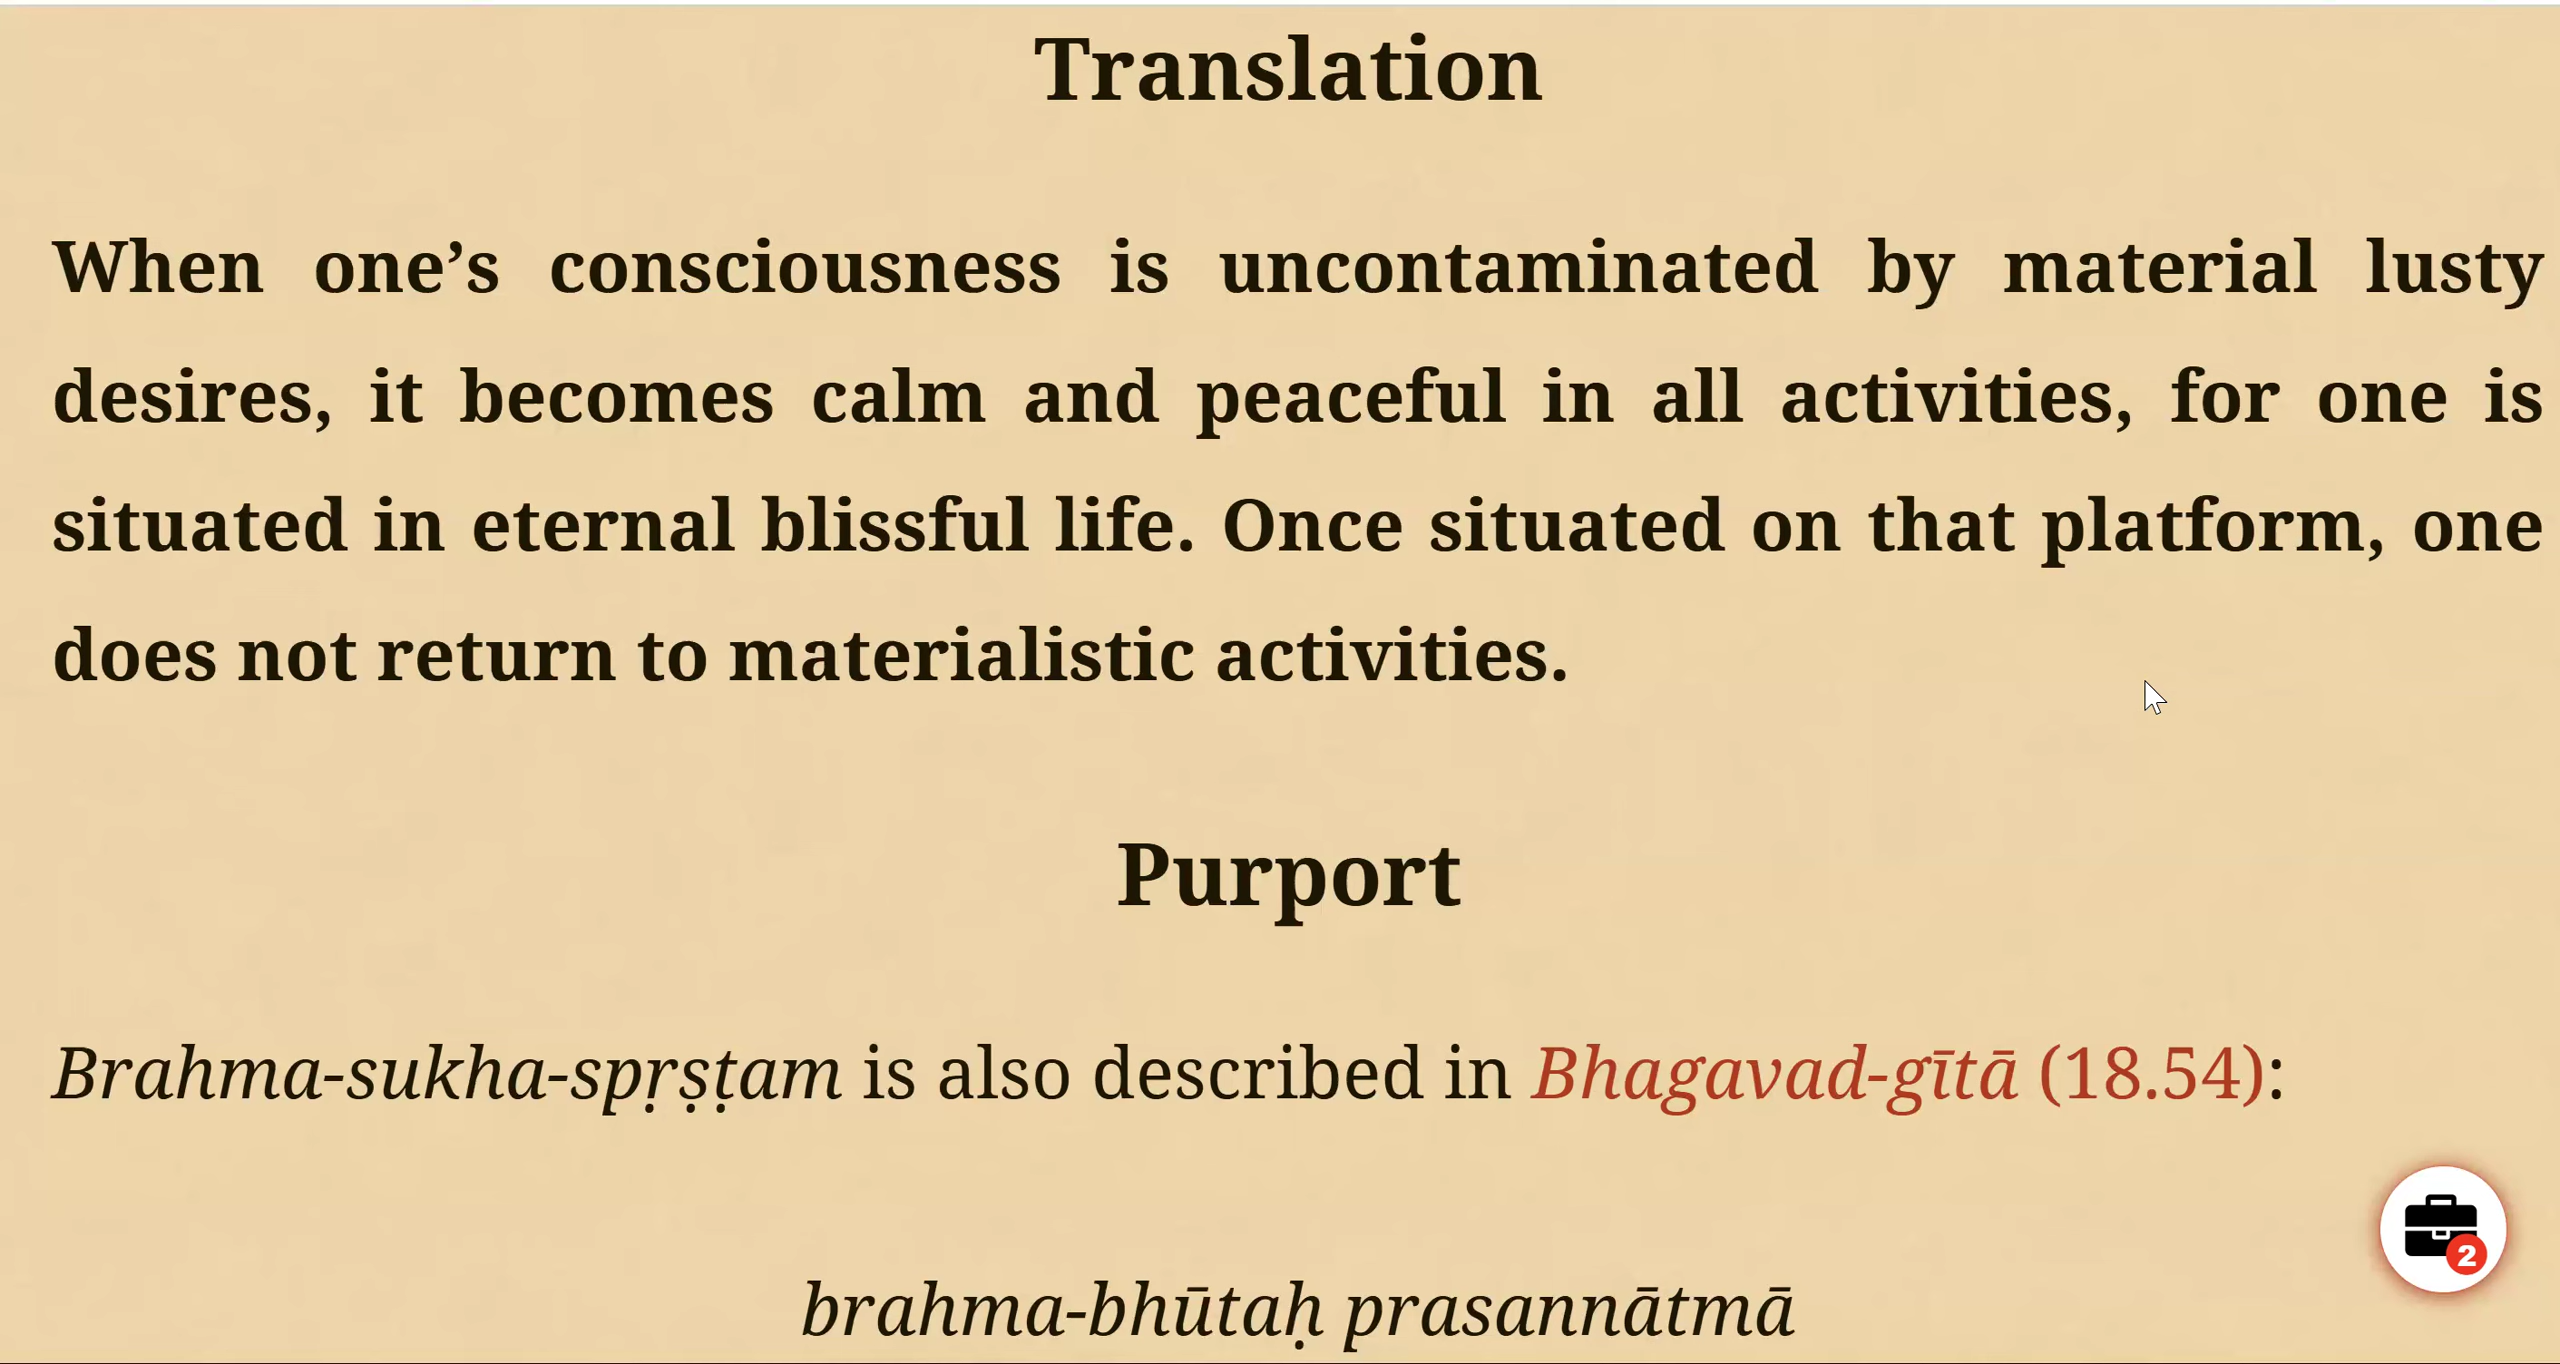 Translation
When one’s consciousness is uncontaminated by material lusty
desires, it becomes calm and peaceful in all activities, for one is
situated in eternal blissful life. Once situated on that platform, one
does not return to materialistic activities.
Purport
Brahma-sukha-spṛṣṭam is also described in Bhagavad-gītā (18.54):
2
brahma-bhūtaḥ prasannātmā